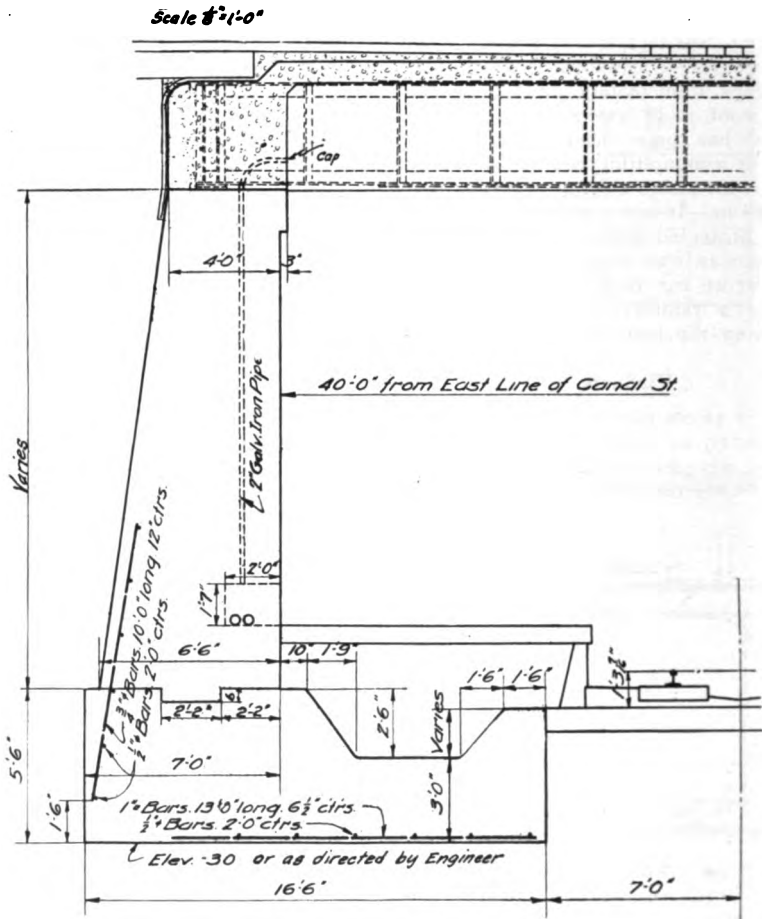 Scale ⅛"=1'-0"
Cap
4'-0" 3"
40'-0" from East Line of Canal St.
2" Galv. Iron Pipe
Varies
¾"ϕ Bars. 10'-0" long 12" ctrs.
½"ϕ Bars. 2'-0" ctrs.
2'-0"
1'-7"
6'-6" 10" 1'-9"
1'-6" 1'-6"
1'-3¾"
6"
2'-2" 2'-2"
2'-6"
Varies
5'-6"
7'-0"
3'-0"
1'-6"
1" Bars. 13'-0" long 6½" ctrs.
½"ϕ Bars. 2'-0" ctrs.
Elev. -30 or as directed by Engineer
16'-6" 7'-0"